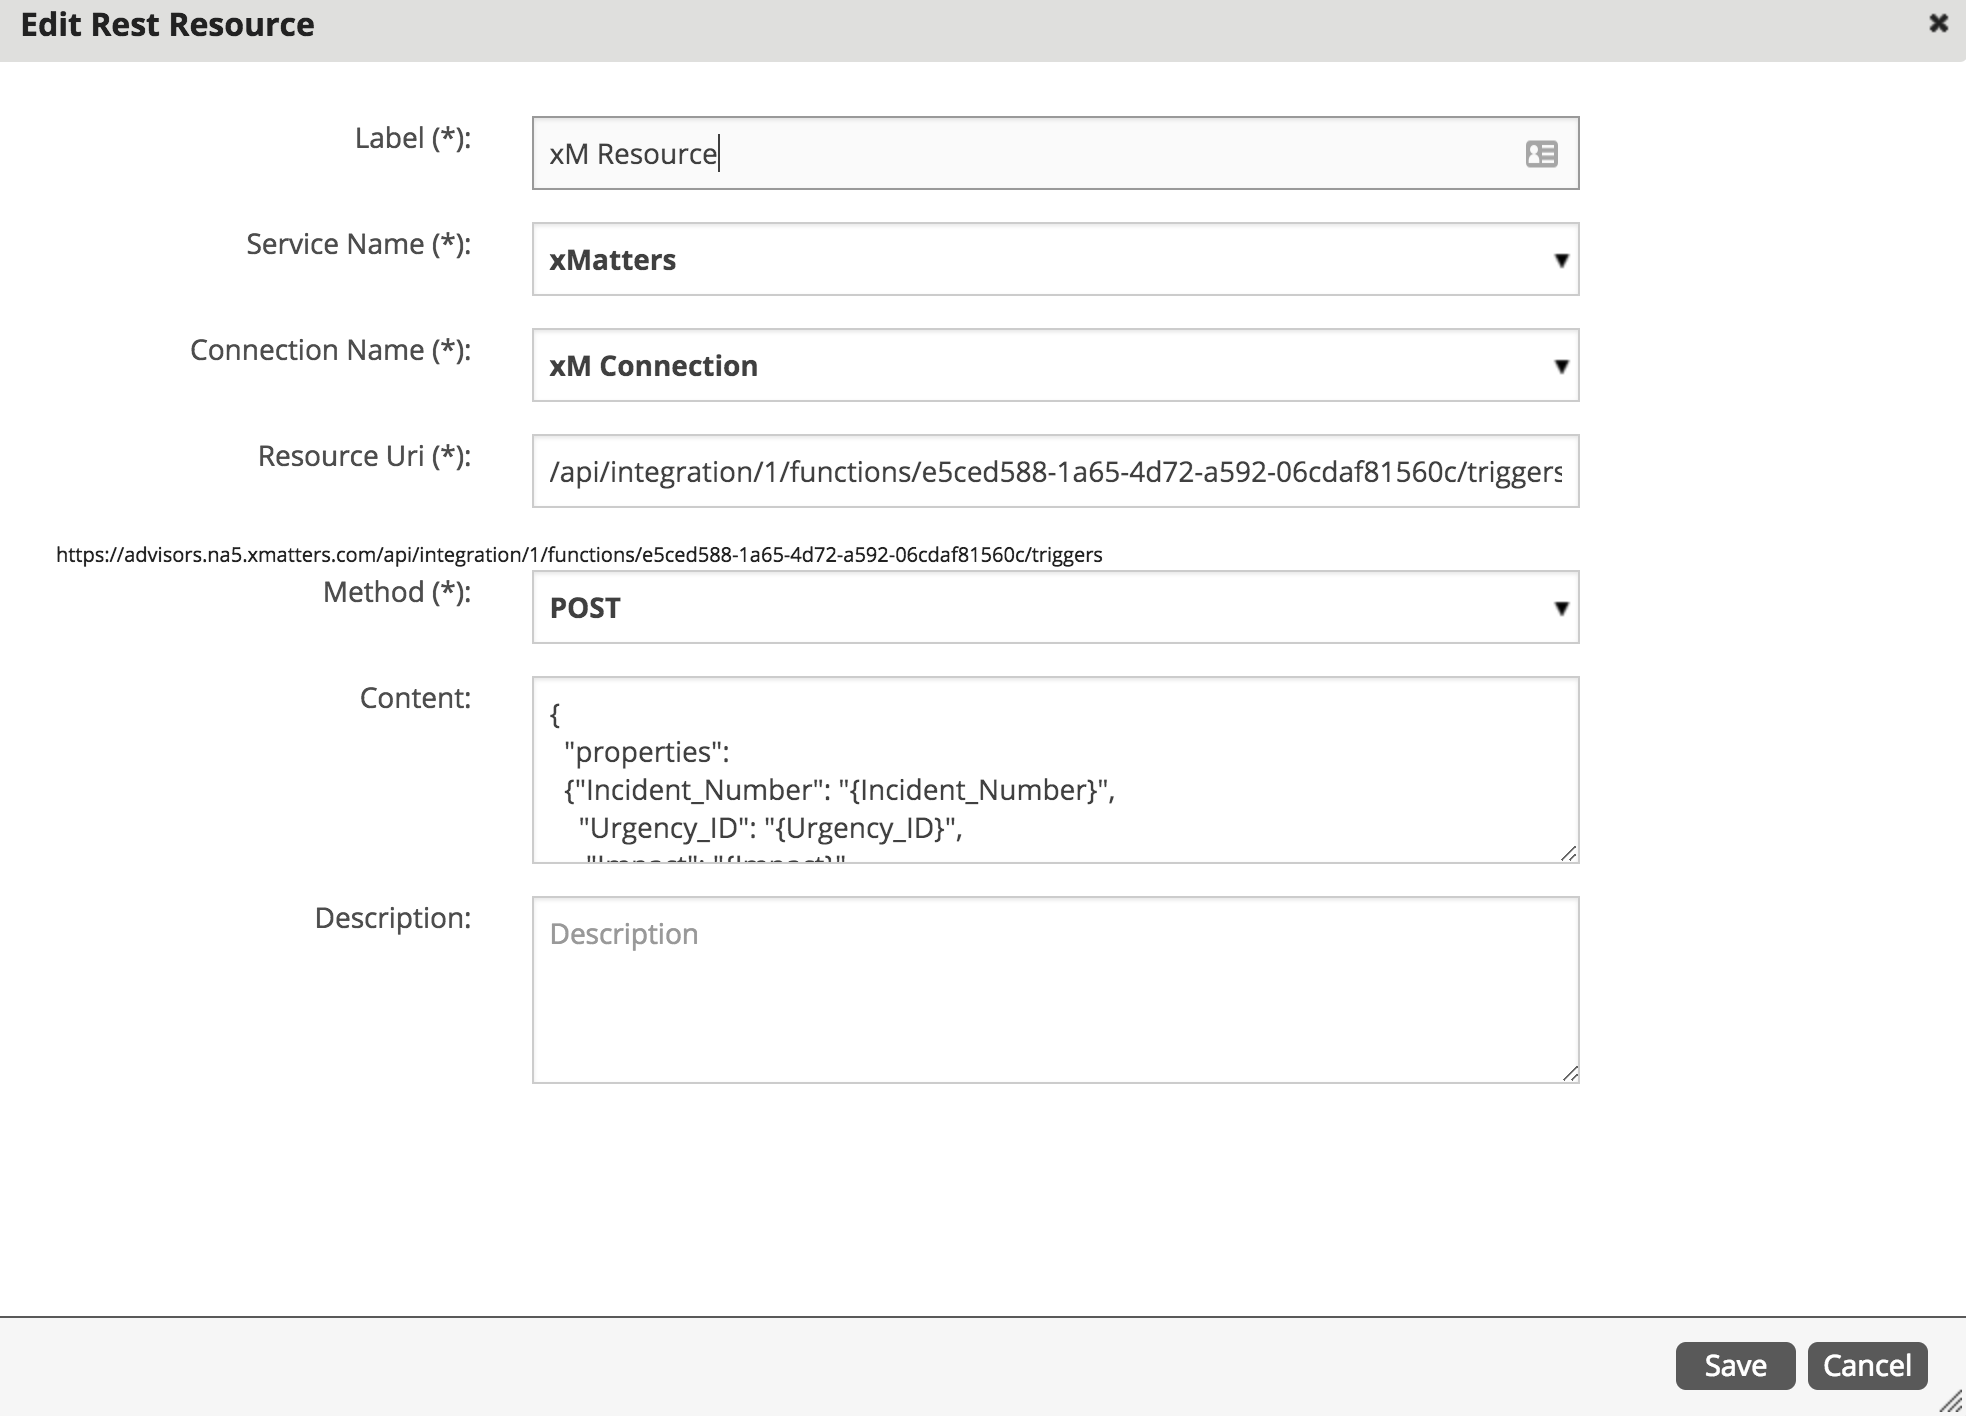 Edit Rest Resource
Label (*):
xM Resource
Service Name (*):
xMatters
Connection Name (*):
xM Connection
Resource Uri (*):
/api/integration/1/functions/e5ced588-1a65-4d72-a592-06cdaf81560c/triggers
https://advisors.na5.xmatters.com/api/integration/1/functions/e5ced588-1a65-4d72-a592-06cdaf81560c/triggers
Method (*):
POST
Content:
{
"properties":
{"Incident_Number": "{Incident_Number}",
"Urgency_ID": "{Urgency_ID}",
"Impact": "{Impact}"
Description:
Description
Save
Cancel